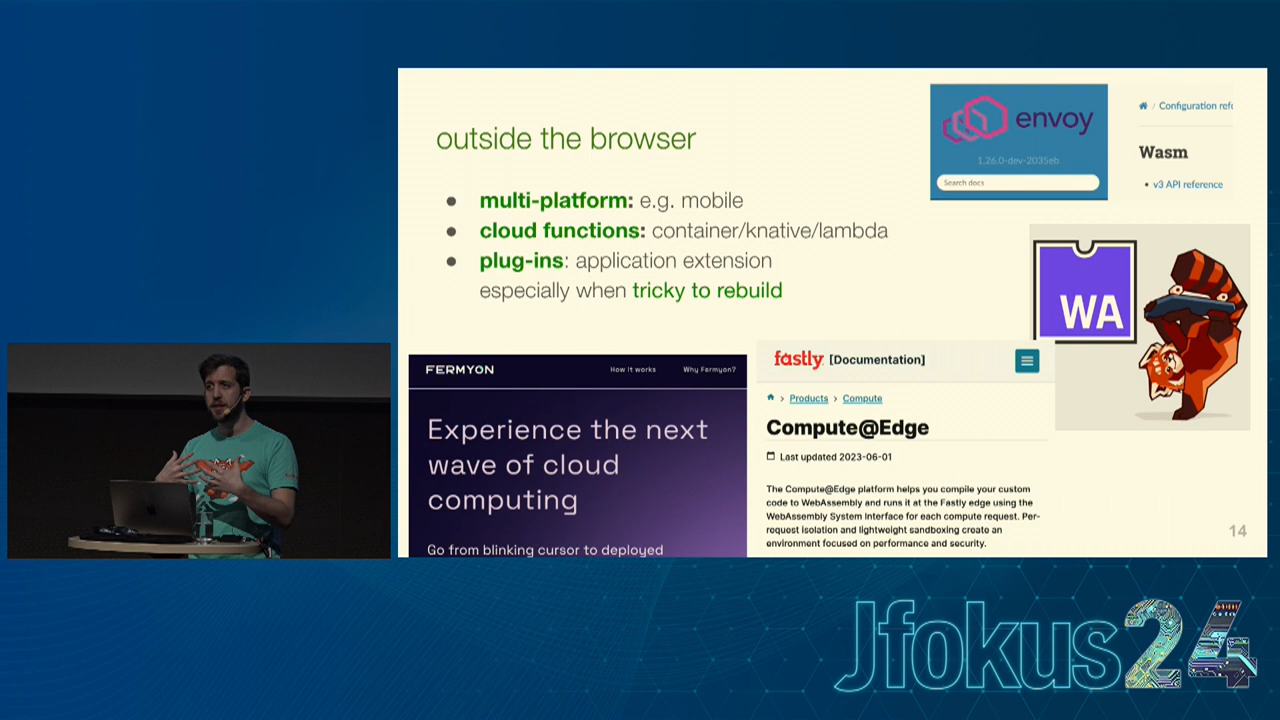 outside the browser
● multi-platform: e.g. mobile
● cloud functions: container/knative/lambda
● plug-ins: application extension
especially when tricky to rebuild
envoy
1.26.0-dev-2035eb
Search docs
/ Configuration refe
Wasm
• v3 API reference
WA
FERMYON
How it works
Why Fermyon?
Experience the next
wave of cloud
computing
Go from blinking cursor to deployed
fastly [Documentation]
> Products > Compute
Compute@Edge
Last updated 2023-06-01
The Compute@Edge platform helps you compile your custom
code to WebAssembly and runs it at the Fastly edge using the
WebAssembly System Interface for each compute request. Per-
request isolation and lightweight sandboxing create an
environment focused on performance and security.
14
Jfokus24